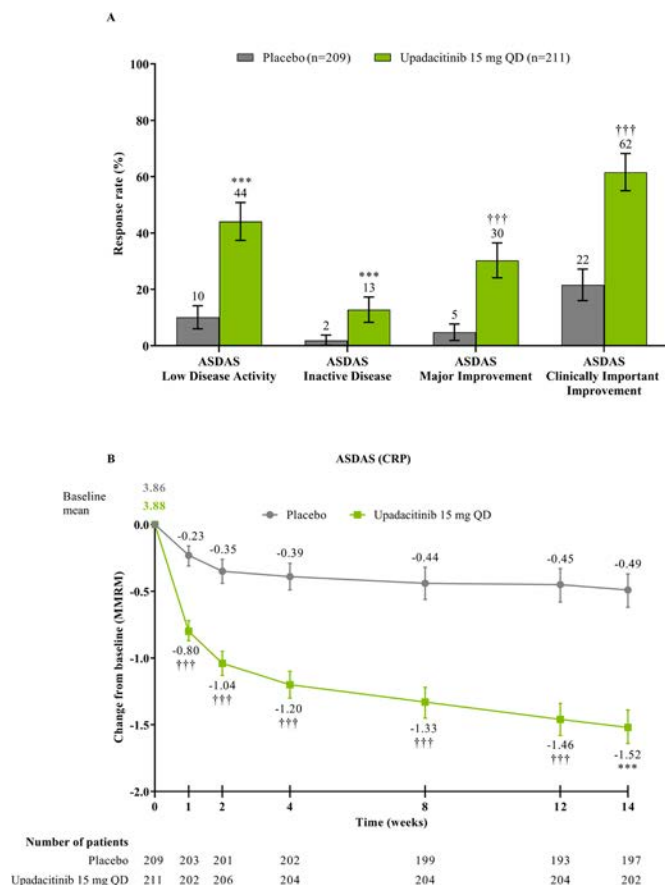 A
Placebo (n=209) Upadacitinib 15 mg QD (n=211)
Response rate (%)
100
80
60
40
20
0
10
***
44
2
***
13
5
†††
30
22
†††
62
ASDAS
Low Disease Activity
ASDAS
Inactive Disease
ASDAS
Major Improvement
ASDAS
Clinically Important
Improvement
B
ASDAS (CRP)
Baseline
mean
3.86
3.88
Placebo Upadacitinib 15 mg QD
Change from baseline (MMRM)
0.0
-0.5
-1.0
-1.5
-2.0
-0.23
-0.35
-0.39
-0.44
-0.45
-0.49
-0.80
†††
-1.04
†††
-1.20
†††
-1.33
†††
-1.46
†††
-1.52
***
0 1 2 4 8 12 14
Time (weeks)
Number of patients
Placebo 209 203 201 202 199 193 197
Upadacitinib 15 mg QD 211 202 206 204 204 204 202